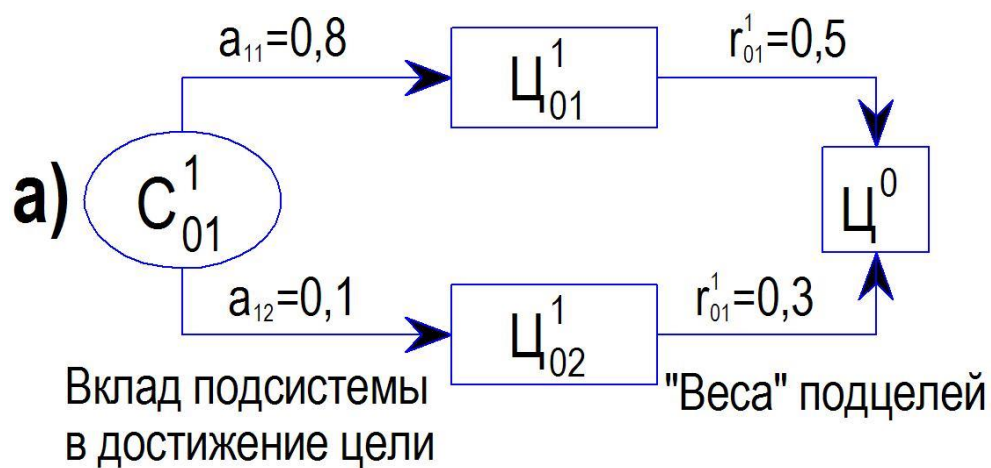 a₁₁=0,8
r¹₀₁=0,5
Ц¹₀₁
а)
С¹₀₁
Ц⁰
a₁₂=0,1
r¹₀₁=0,3
Ц¹₀₂
Вклад подсистемы
в достижение цели
"Веса" подцелей